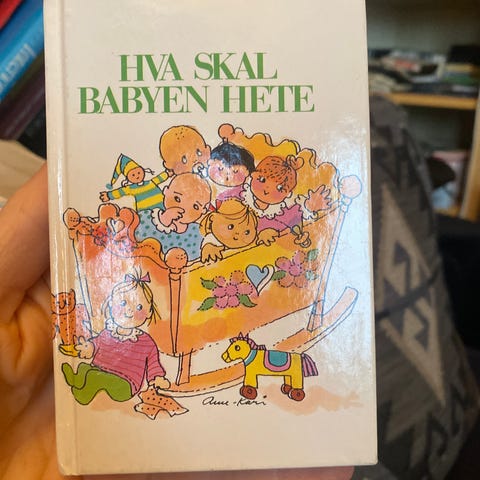 HVA SKAL
BABYEN HETE
Anne-Kari